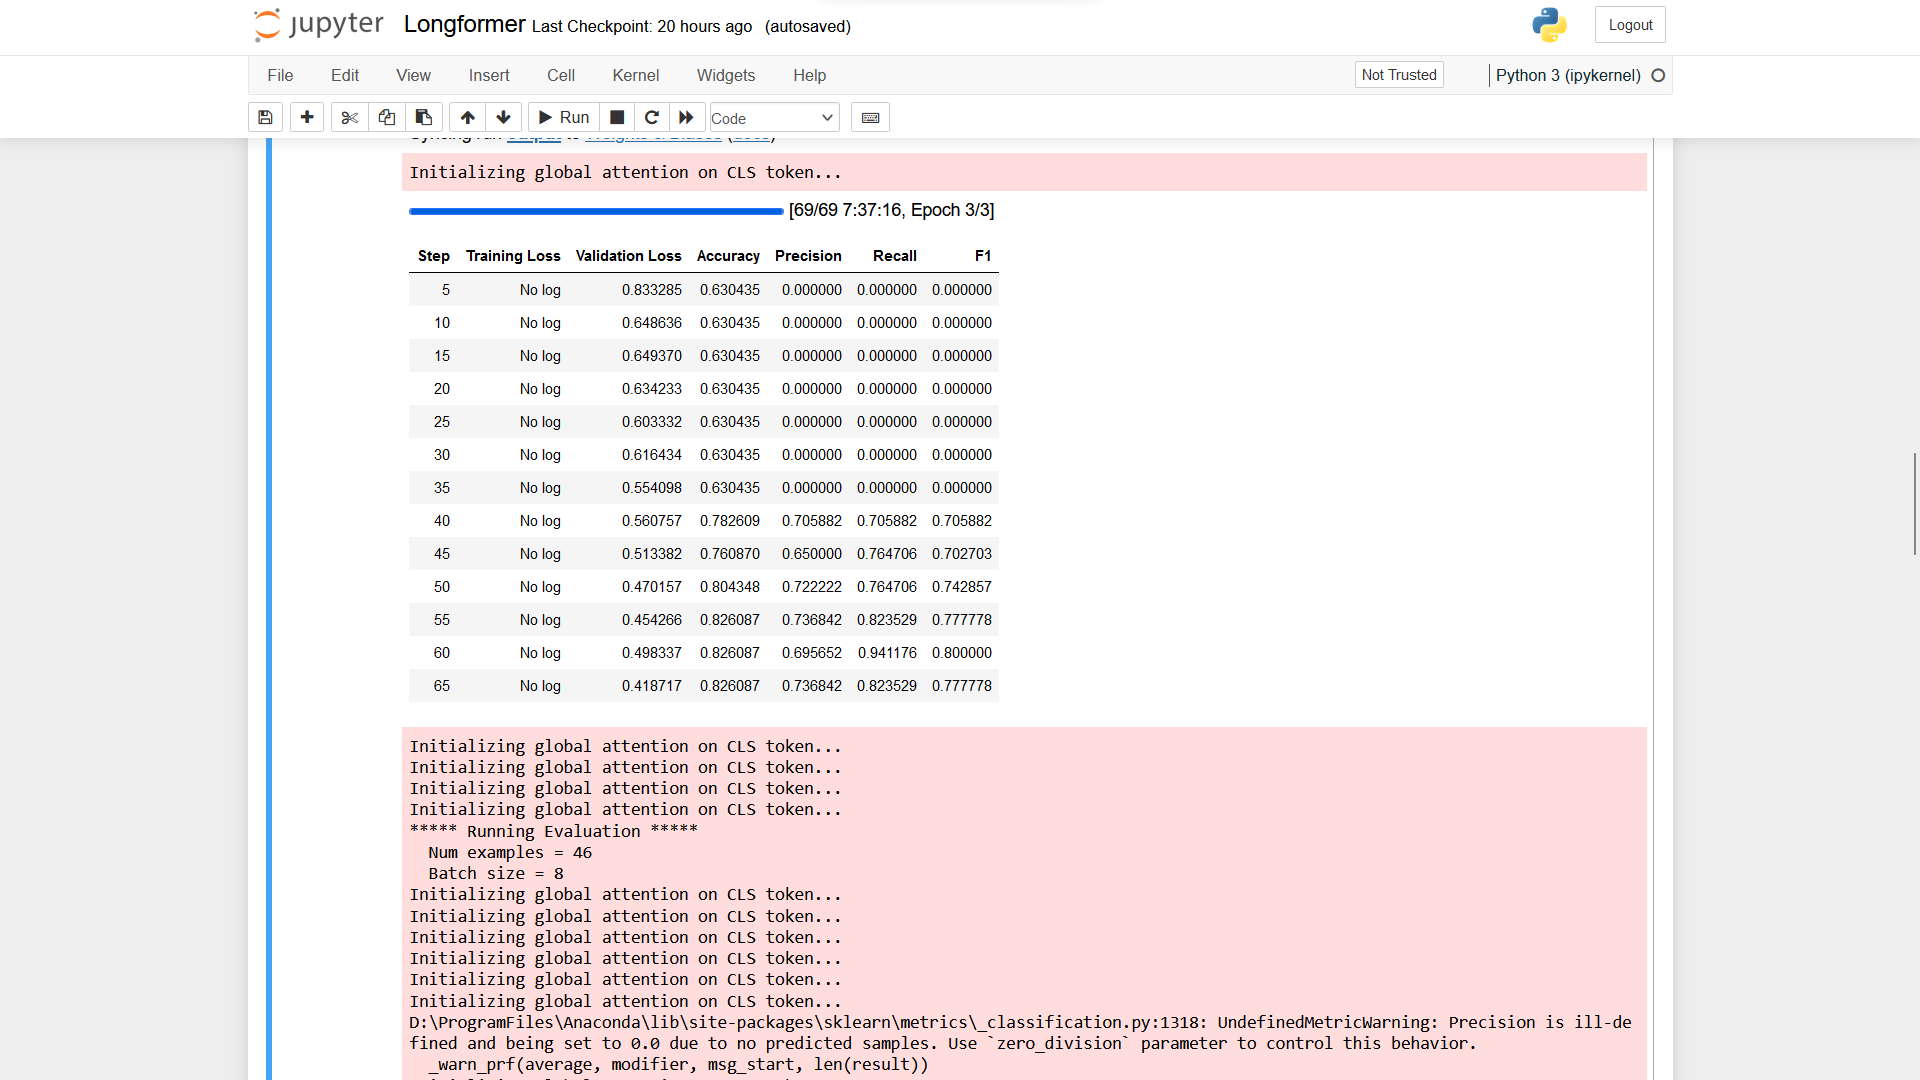 jupyter Longformer Last Checkpoint: 20 hours ago (autosaved) Logout
File Edit View Insert Cell Kernel Widgets Help Not Trusted Python 3 (ipykernel)
Run Code
Initializing global attention on CLS token...
[69/69 7:37:16, Epoch 3/3]
Step Training Loss Validation Loss Accuracy Precision Recall F1
5 No log 0.833285 0.630435 0.000000 0.000000 0.000000
10 No log 0.648636 0.630435 0.000000 0.000000 0.000000
15 No log 0.649370 0.630435 0.000000 0.000000 0.000000
20 No log 0.634233 0.630435 0.000000 0.000000 0.000000
25 No log 0.603332 0.630435 0.000000 0.000000 0.000000
30 No log 0.616434 0.630435 0.000000 0.000000 0.000000
35 No log 0.554098 0.630435 0.000000 0.000000 0.000000
40 No log 0.560757 0.782609 0.705882 0.705882 0.705882
45 No log 0.513382 0.760870 0.650000 0.764706 0.702703
50 No log 0.470157 0.804348 0.722222 0.764706 0.742857
55 No log 0.454266 0.826087 0.736842 0.823529 0.777778
60 No log 0.498337 0.826087 0.695652 0.941176 0.800000
65 No log 0.418717 0.826087 0.736842 0.823529 0.777778
Initializing global attention on CLS token...
Initializing global attention on CLS token...
Initializing global attention on CLS token...
Initializing global attention on CLS token...
***** Running Evaluation *****
Num examples = 46
Batch size = 8
Initializing global attention on CLS token...
Initializing global attention on CLS token...
Initializing global attention on CLS token...
Initializing global attention on CLS token...
Initializing global attention on CLS token...
Initializing global attention on CLS token...
D:\ProgramFiles\Anaconda\lib\site-packages\sklearn\metrics\_classification.py:1318: UndefinedMetricWarning: Precision is ill-de
fined and being set to 0.0 due to no predicted samples. Use `zero_division` parameter to control this behavior.
_warn_prf(average, modifier, msg_start, len(result))